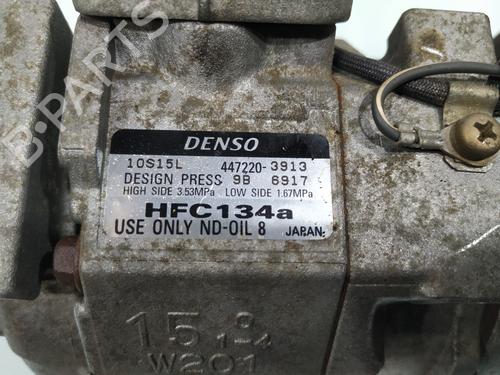 B-PARTS
DENSO
10S15L 447220-3913
DESIGN PRESS 9B 6917
HIGH SIDE 3.53MPa LOW SIDE 1.67MPa
HFC134a
USE ONLY ND-OIL 8 JAPAN
15
W201